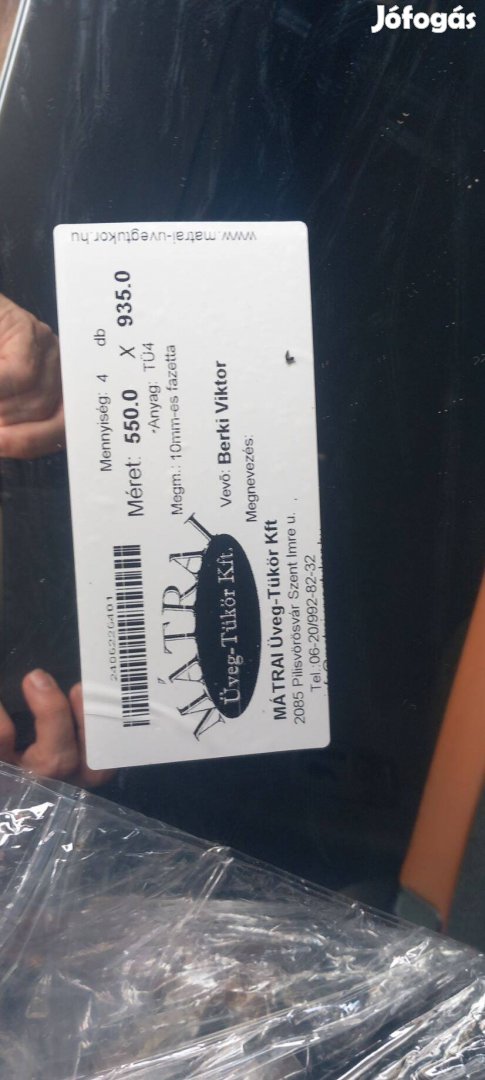 Jófogás
www.matrai-uvegtukor.hu
2406226401
Mennyiség: 4 db
Méret: 550.0 X 935.0
Anyag: TÜ4
Megm.: 10mm-es fazetta
Vevő: Berki Viktor
Megnevezés:
MÁTRAI
Üveg-Tükör Kft.
MÁTRAI Üveg-Tükör Kft
2085 Pilisvörösvár Szent Imre u.
Tel.:06-20/992-82-32